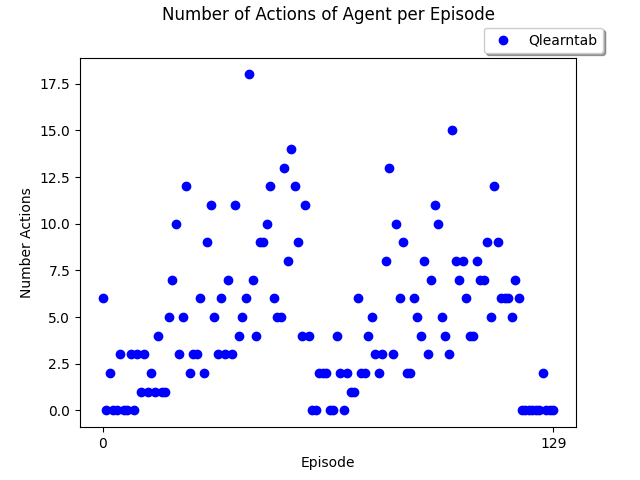 Number of Actions of Agent per Episode
Qlearntab
17.5
15.0
12.5
10.0
7.5
5.0
2.5
0.0
Number Actions
0 129
Episode